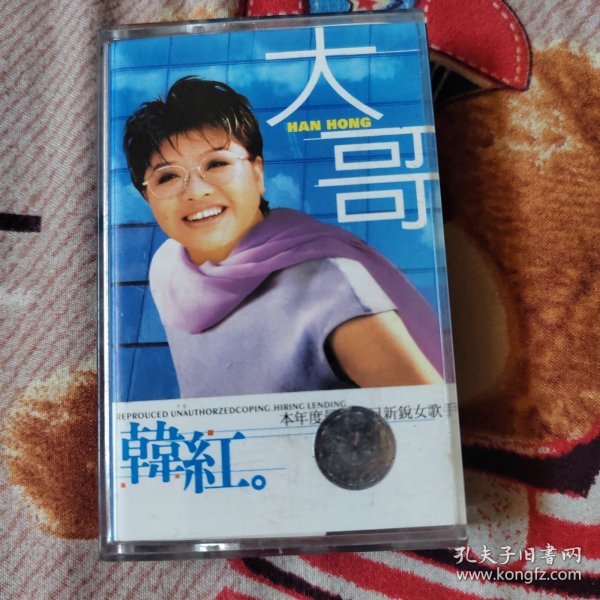 大哥
HAN HONG
REPROUCED UNAUTHORZEDCOPING.HIRING LENDING
本年度 新銳女歌手
韓紅。
孔夫子旧书网
www.kongfz.com